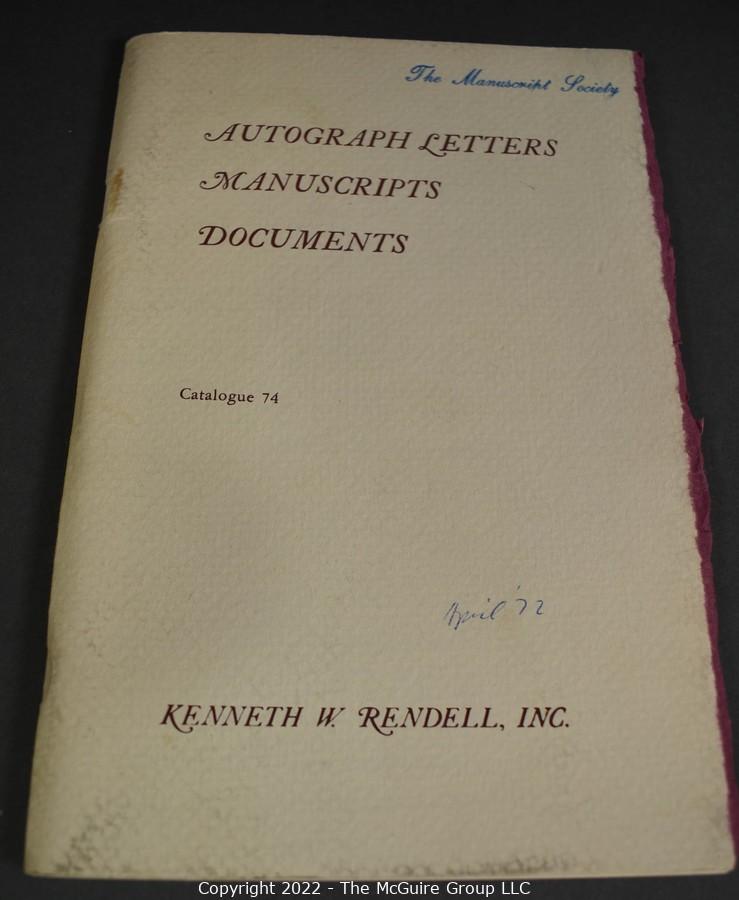 The Manuscript Society
AUTOGRAPH LETTERS
MANUSCRIPTS
DOCUMENTS
Catalogue 74
April '72
KENNETH W. RENDELL, INC.
Copyright 2022 - The McGuire Group LLC